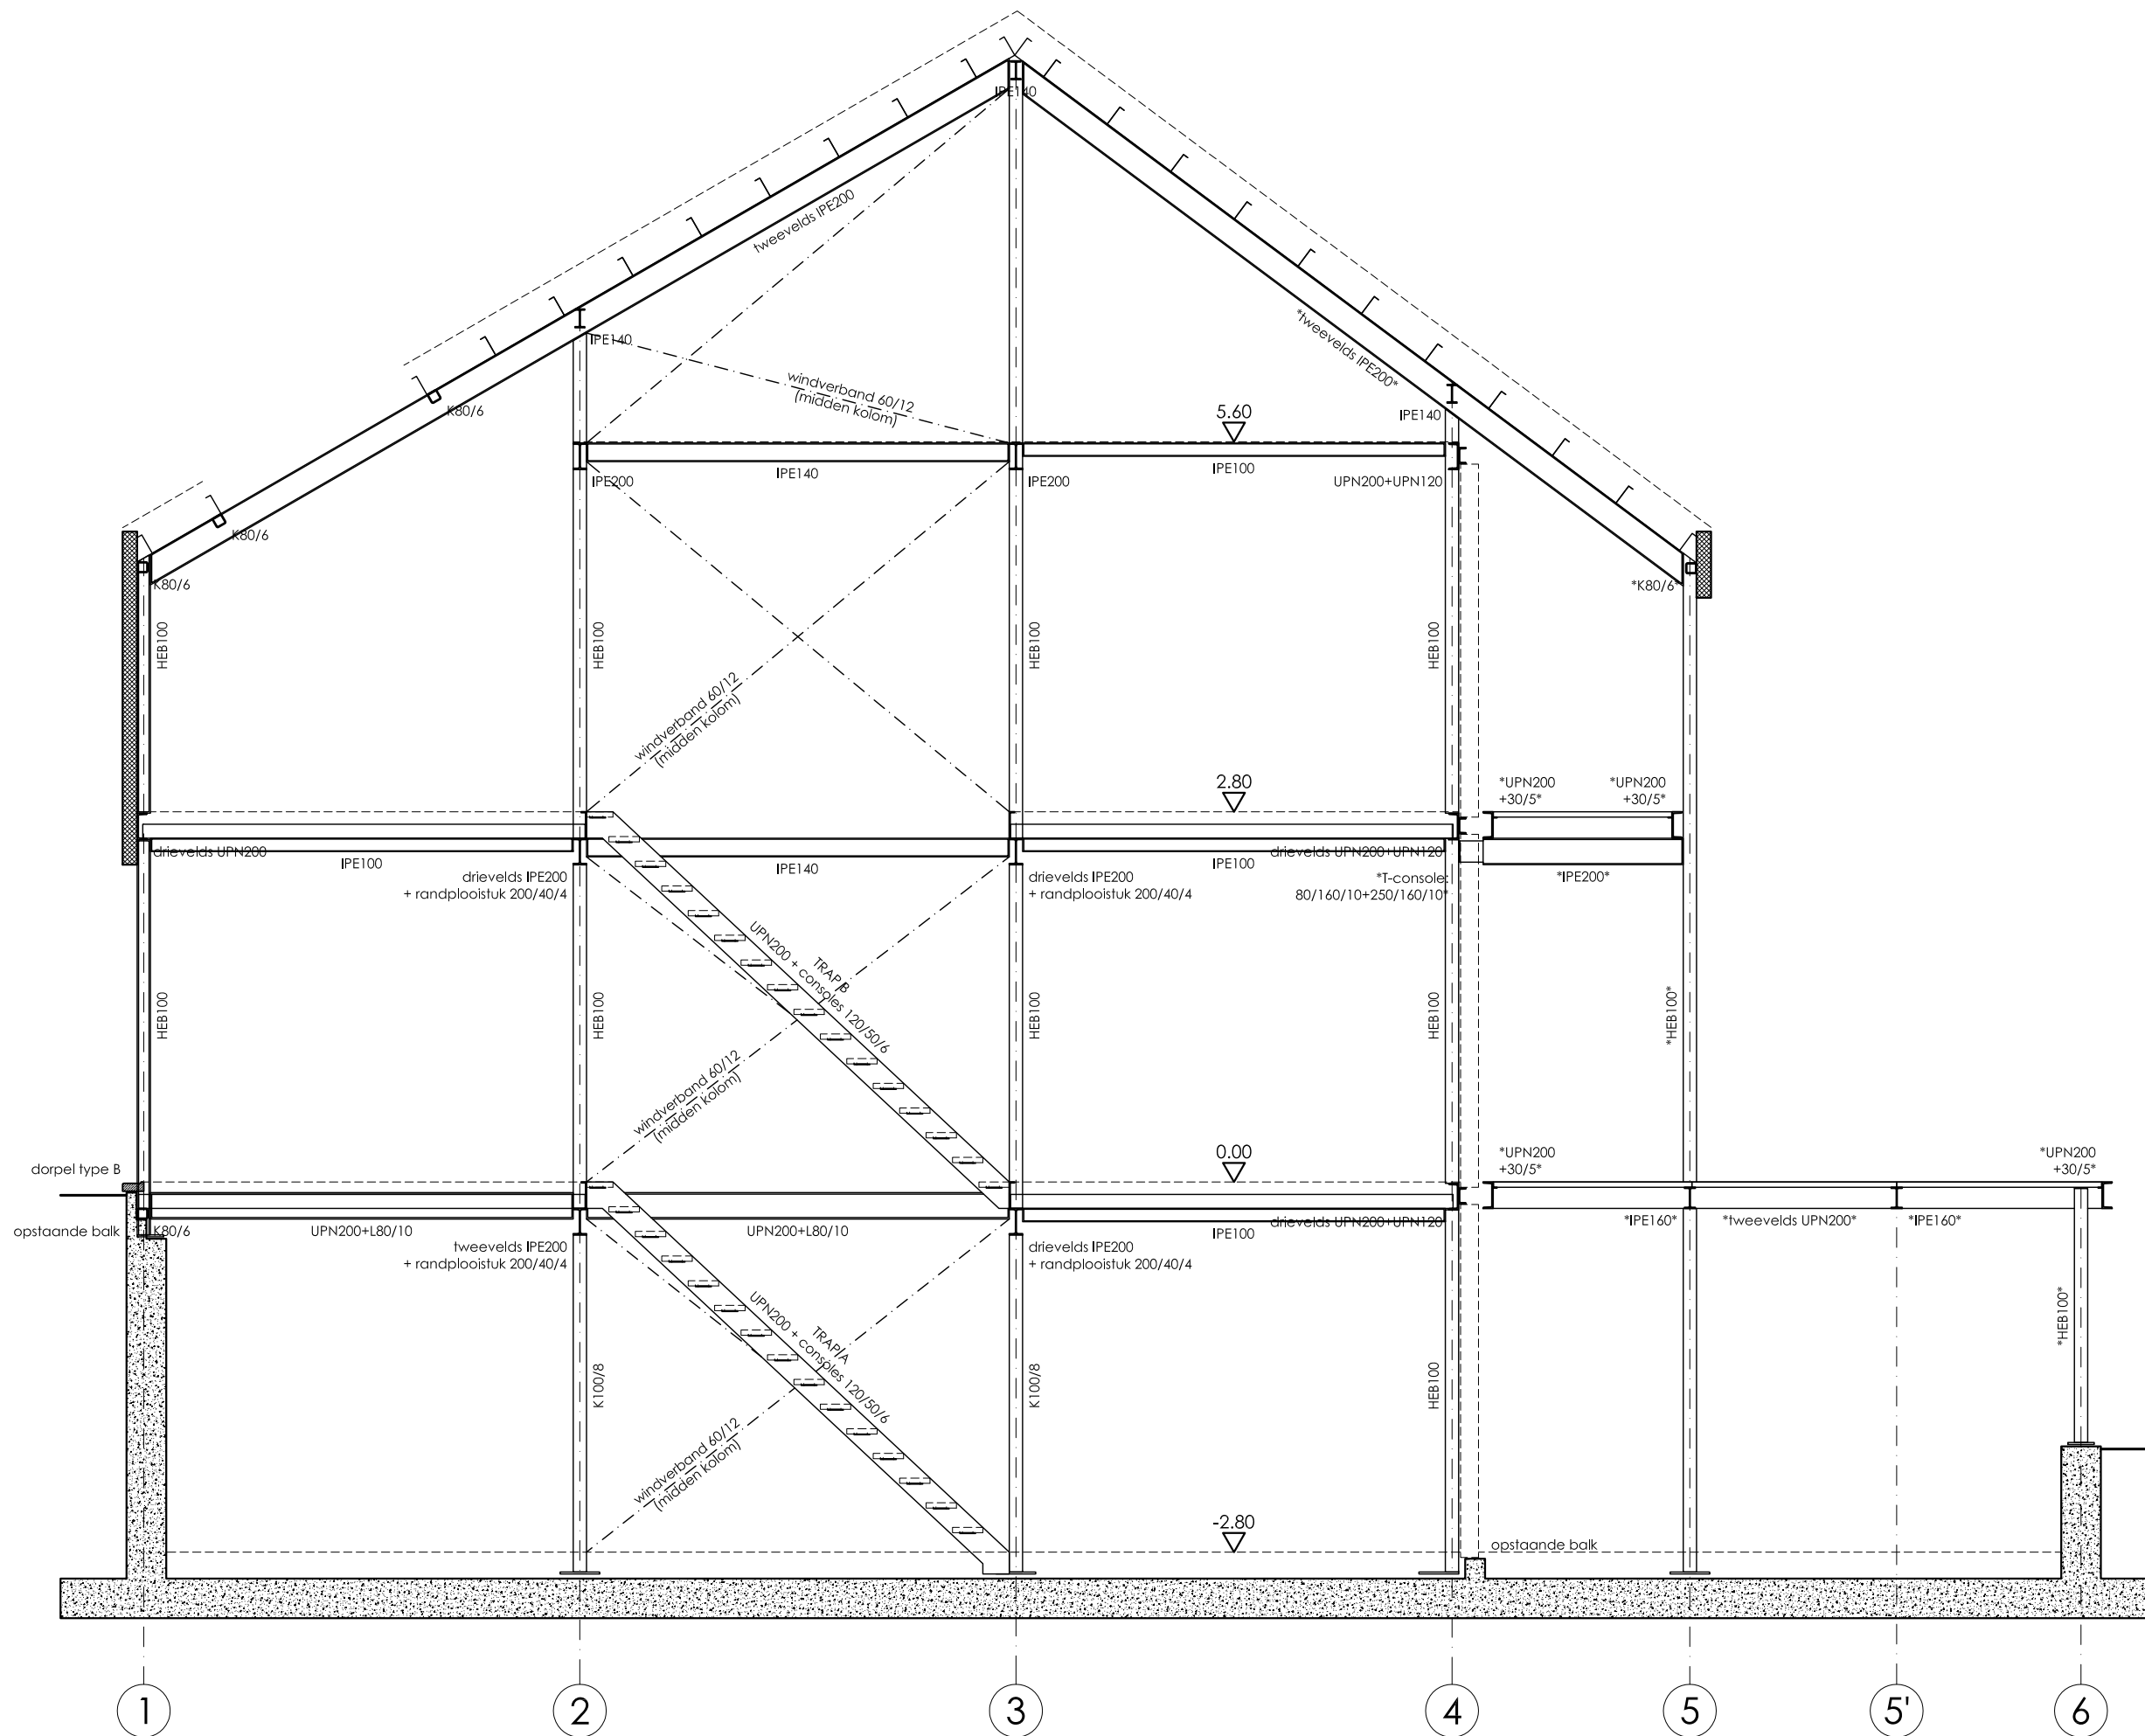 IPE140
tweevelds IPE200
*tweevelds IPE200*
IPE140
windverband 60/12
(midden kolom)
K80/6
5.60
IPE140
IPE200
IPE140
IPE200
IPE100
UPN200+UPN120
K80/6
K80/6
*K80/6*
HEB100
HEB100
HEB100
HEB100
windverband 60/12
(midden kolom)
2.80
*UPN200
+30/5*
*UPN200
+30/5*
drievelds UPN200
IPE100
IPE140
IPE100
drievelds UPN200+UPN120
drievelds IPE200
+ randplooistuk 200/40/4
drievelds IPE200
+ randplooistuk 200/40/4
*T-console:
80/160/10+250/160/10*
*IPE200*
TRAP B
UPN200 + consoles 120/50/6
HEB100
HEB100
HEB100
HEB100
*HEB100*
windverband 60/12
(midden kolom)
0.00
dorpel type B
*UPN200
+30/5*
*UPN200
+30/5*
opstaande balk
K80/6
UPN200+L80/10
UPN200+L80/10
IPE100
drievelds UPN200+UPN120
*IPE160*
*tweevelds UPN200*
*IPE160*
tweevelds IPE200
+ randplooistuk 200/40/4
drievelds IPE200
+ randplooistuk 200/40/4
TRAP A
UPN200 + consoles 120/50/6
K100/8
K100/8
HEB100
*HEB100*
windverband 60/12
(midden kolom)
-2.80
opstaande balk
1
2
3
4
5
5'
6